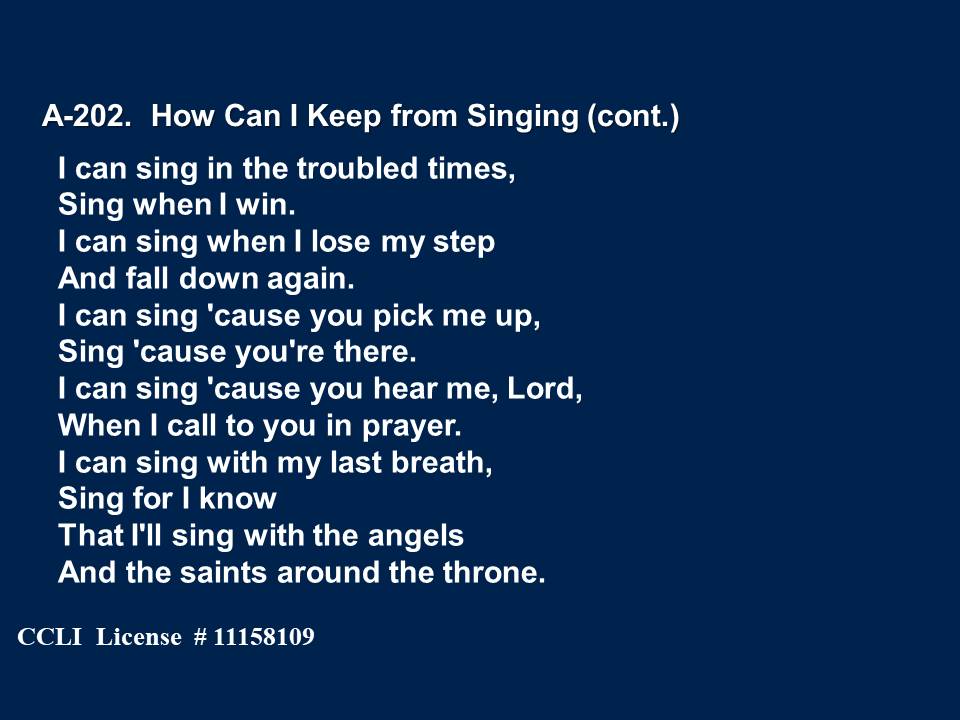 A-202.  How Can I Keep from Singing (cont.)
I can sing in the troubled times,
Sing when I win.
I can sing when I lose my step
And fall down again.
I can sing 'cause you pick me up,
Sing 'cause you're there.
I can sing 'cause you hear me, Lord,
When I call to you in prayer.
I can sing with my last breath,
Sing for I know
That I'll sing with the angels
And the saints around the throne.
CCLI  License  # 11158109